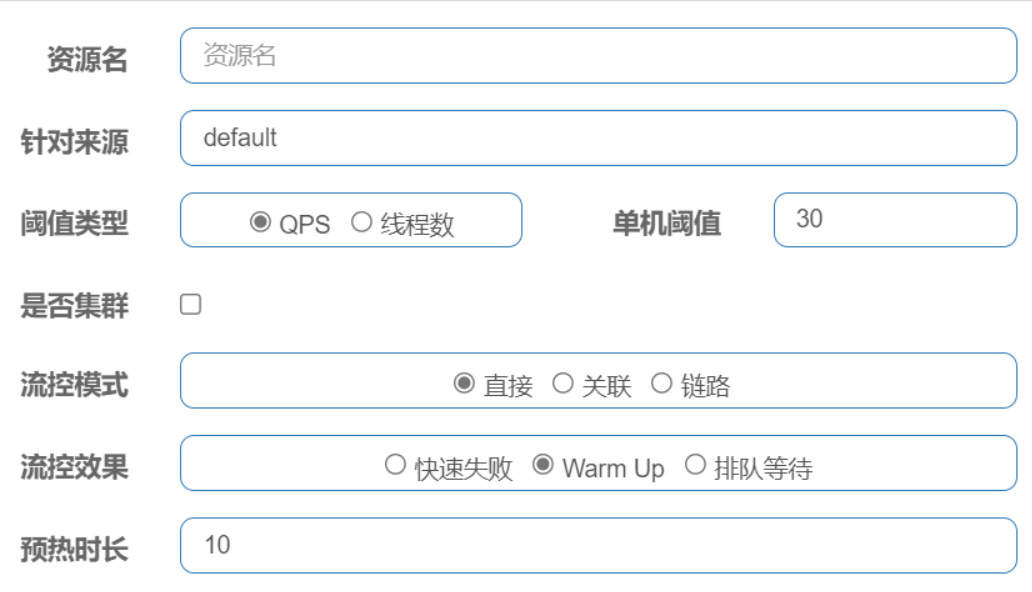 资源名 资源名
针对来源 default
阈值类型 QPS 线程数 单机阈值 30
是否集群
流控模式 直接 关联 链路
流控效果 快速失败 Warm Up 排队等待
预热时长 10